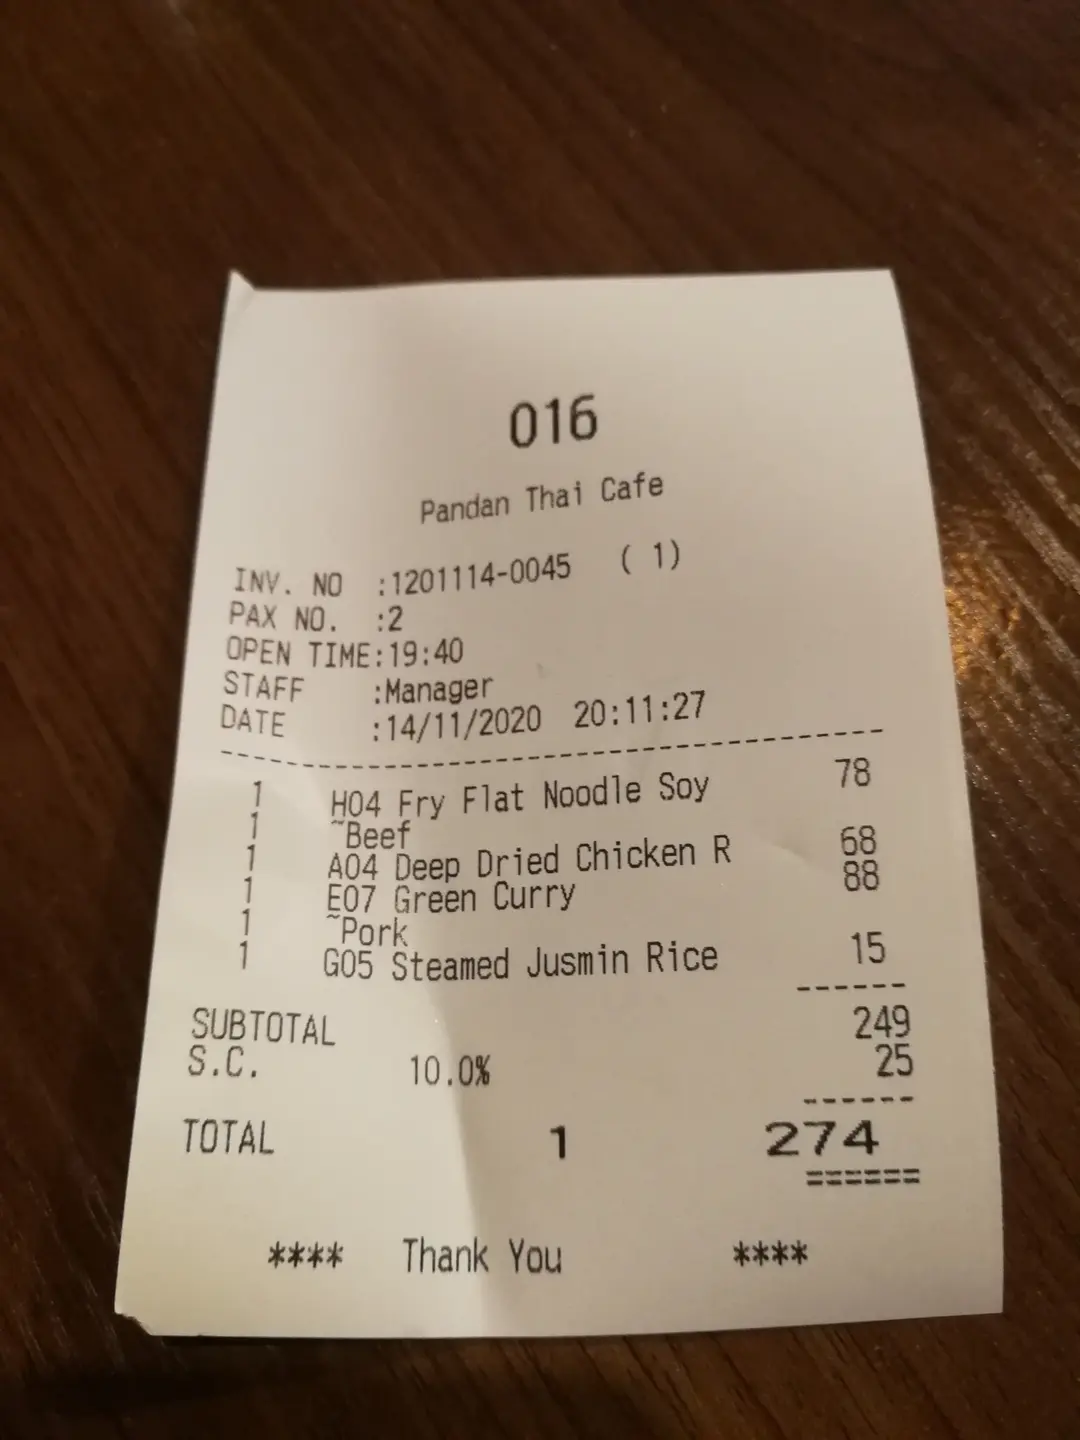 016
Pandan Thai Cafe
INV. NO :1201114-0045 ( 1)
PAX NO. :2
OPEN TIME:19:40
STAFF :Manager
DATE :14/11/2020 20:11:27
1 H04 Fry Flat Noodle Soy 78
1 ~Beef
1 A04 Deep Dried Chicken R 68
1 E07 Green Curry 88
1 ~Pork
1 G05 Steamed Jusmin Rice 15
SUBTOTAL 249
S.C. 10.0% 25
TOTAL 1 274
**** Thank You ****